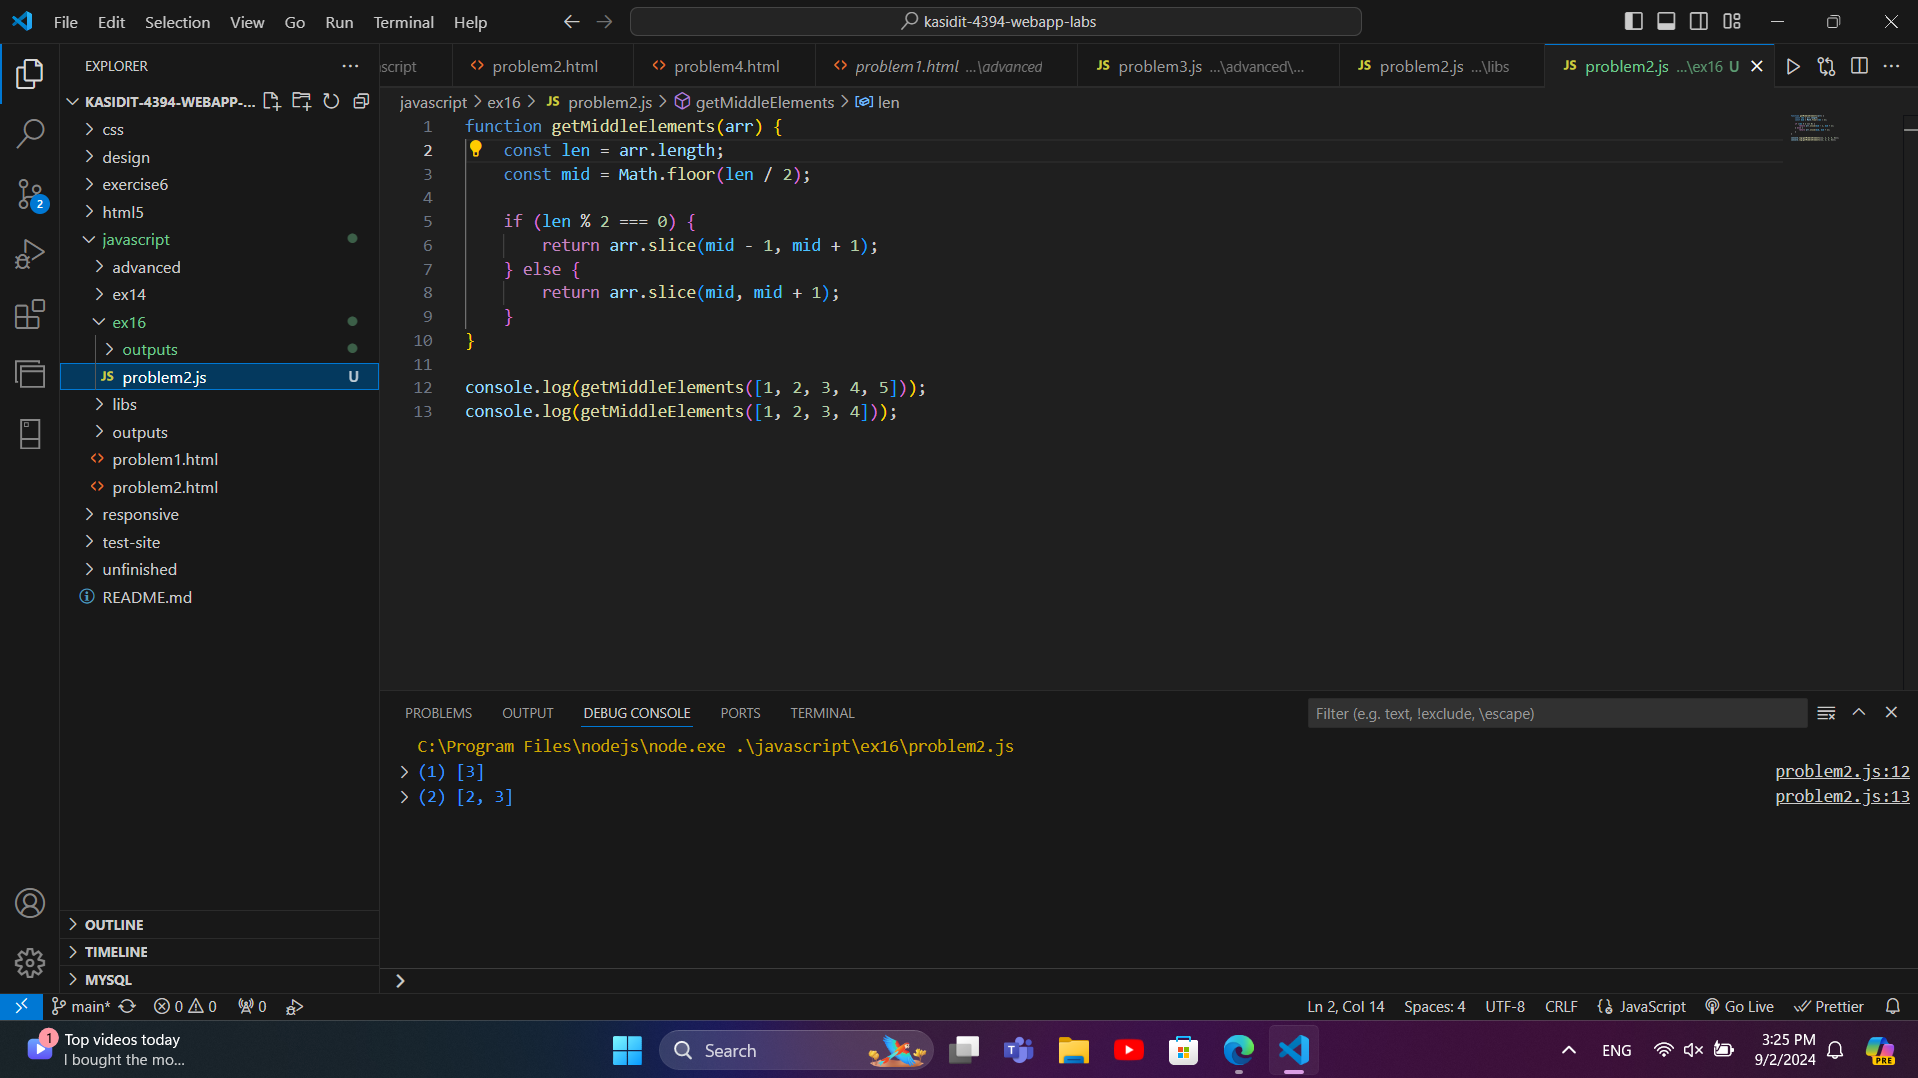 File Edit Selection View Go Run Terminal Help
kasidit-4394-webapp-labs
EXPLORER
script
problem2.html
problem4.html
problem1.html ...\advanced
JS problem3.js ...\advanced\...
JS problem2.js ...\libs
JS problem2.js ...\ex16 U
KASIDIT-4394-WEBAPP-...
javascript > ex16 > JS problem2.js > getMiddleElements > len
css
design
exercise6
html5
javascript
advanced
ex14
ex16
outputs
JS problem2.js U
libs
outputs
problem1.html
problem2.html
responsive
test-site
unfinished
README.md
2
1 function getMiddleElements(arr) {
2 const len = arr.length;
3 const mid = Math.floor(len / 2);
4
5 if (len % 2 === 0) {
6 return arr.slice(mid - 1, mid + 1);
7 } else {
8 return arr.slice(mid, mid + 1);
9 }
10 }
11
12 console.log(getMiddleElements([1, 2, 3, 4, 5]));
13 console.log(getMiddleElements([1, 2, 3, 4]));
PROBLEMS OUTPUT DEBUG CONSOLE PORTS TERMINAL
Filter (e.g. text, !exclude, \escape)
C:\Program Files\nodejs\node.exe .\javascript\ex16\problem2.js
(1) [3] problem2.js:12
(2) [2, 3] problem2.js:13
OUTLINE
TIMELINE
MYSQL
main* 0 0 0
Ln 2, Col 14 Spaces: 4 UTF-8 CRLF {} JavaScript Go Live Prettier
1
Top videos today
I bought the mo...
Search
ENG
3:25 PM
9/2/2024
PRE